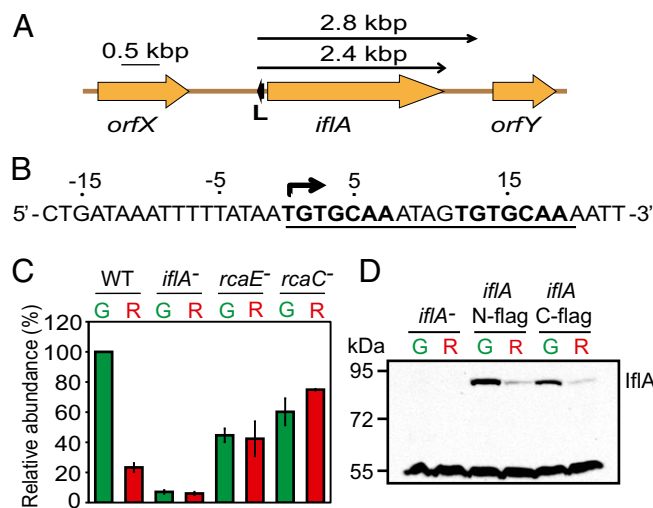 A
2.8 kbp
0.5 kbp
2.4 kbp
L
orfX
iflA
orfY
B
-15
-5
5
15
5'-CTGATAAATTTTTATAATGTGCAAATAGTGTGCAAAATT-3'
C
WT
iflA-
rcaE-
rcaC-
G R G R G R G R
Relative abundance (%)
120
100
80
60
40
20
0
D
iflA
iflA
iflA-
N-flag
C-flag
kDa
G R G R G R
95
IflA
72
55